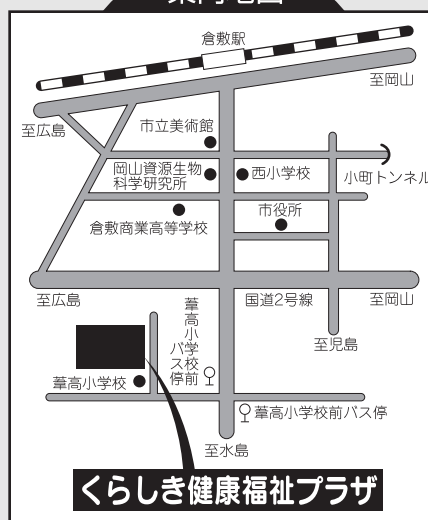 案内地図
倉敷駅
至岡山
至広島
市立美術館
岡山資源生物
科学研究所
西小学校
小町トンネル
倉敷商業高等学校
市役所
至広島
国道2号線
至岡山
葦高小学校前
バス停
至児島
葦高小学校
葦高小学校前バス停
至水島
くらしき健康福祉プラザ